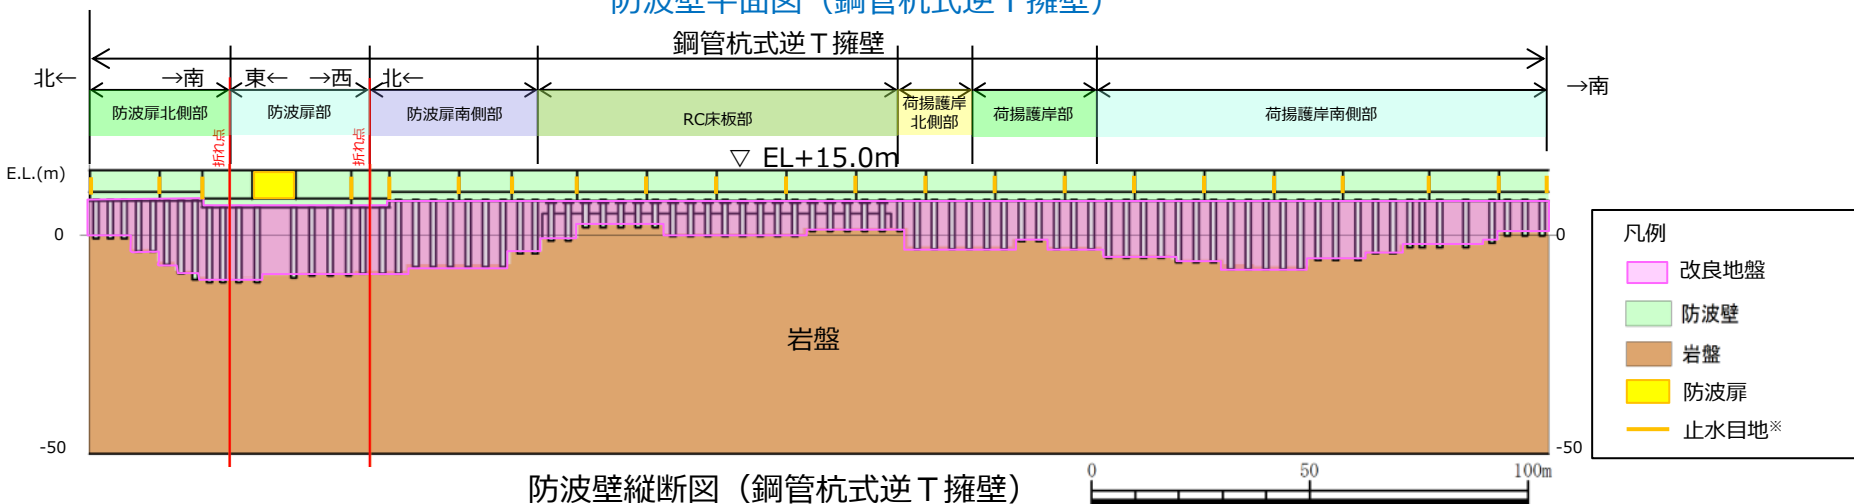 防波壁平面図（鋼管杭式逆Ｔ擁壁）
鋼管杭式逆Ｔ擁壁
北← →南 東← →西 北← →南
防波扉北側部 防波扉部 防波扉南側部 RC床板部 荷揚護岸北側部 荷揚護岸部 荷揚護岸南側部
折れ点 折れ点
▽ EL+15.0m
E.L.(m)
0 0
岩盤
-50 -50
凡例
改良地盤
防波壁
岩盤
防波扉
止水目地※
0 50 100m
防波壁縦断図（鋼管杭式逆Ｔ擁壁）